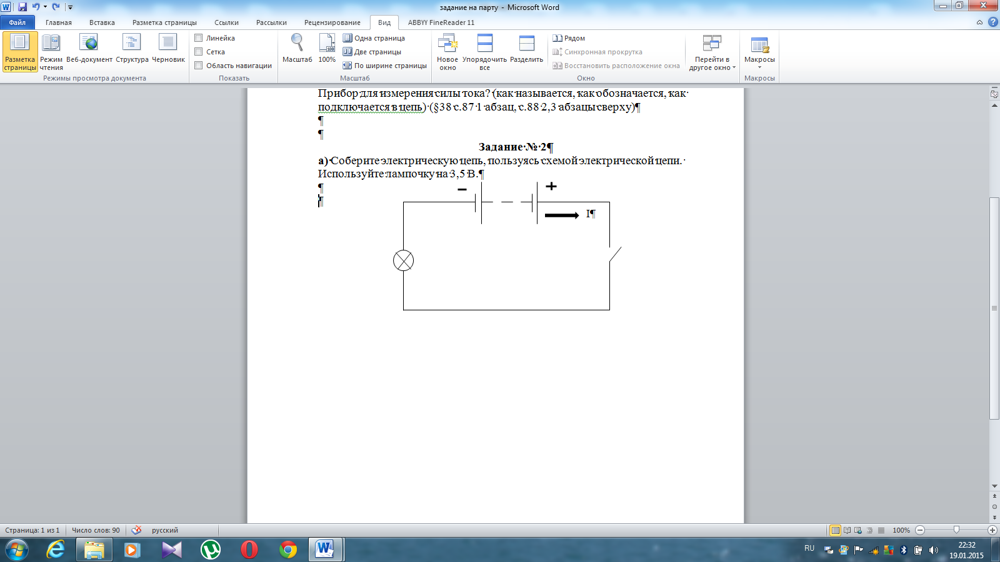 задание на парту - Microsoft Word
Файл Главная Вставка Разметка страницы Ссылки Рассылки Рецензирование Вид ABBYY FineReader 11
Разметка страницы
Режим чтения
Веб-документ
Структура
Черновик
Режимы просмотра документа
Линейка
Сетка
Область навигации
Показать
Масштаб
100
100%
Одна страница
Две страницы
По ширине страницы
Масштаб
Новое окно
Упорядочить все
Разделить
Рядом
Синхронная прокрутка
Восстановить расположение окна
Окно
Перейти в другое окно
Макросы
Макросы
Прибор для измерения силы тока? (как называется, как обозначается, как
подключается в цепь) (§38 с.87 1 абзац, с.88 2,3 абзацы сверху)¶
¶
¶
Задание № 2¶
а) Соберите электрическую цепь, пользуясь схемой электрической цепи.
Используйте лампочку на 3,5 В.¶
¶
¶
− +
I¶
Страница: 1 из 1 Число слов: 90 русский 100%
RU
22:32
19.01.2015